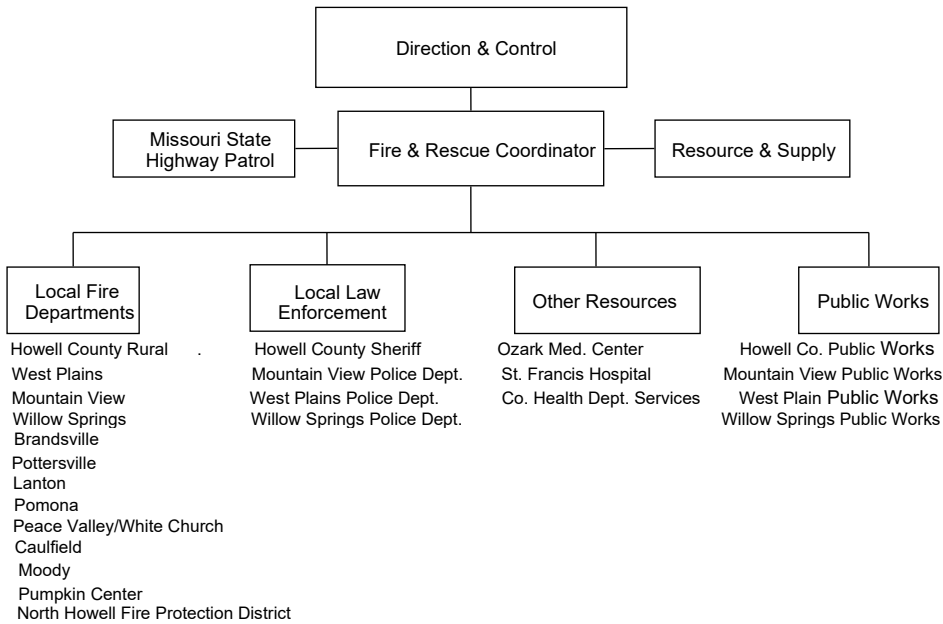 Direction & Control
Missouri State
Highway Patrol
Fire & Rescue Coordinator
Resource & Supply
Local Fire
Departments
Howell County Rural .
West Plains
Mountain View
Willow Springs
Brandsville
Pottersville
Lanton
Pomona
Peace Valley/White Church
Caulfield
Moody
Pumpkin Center
North Howell Fire Protection District
Local Law
Enforcement
Howell County Sheriff
Mountain View Police Dept.
West Plains Police Dept.
Willow Springs Police Dept.
Other Resources
Ozark Med. Center
St. Francis Hospital
Co. Health Dept. Services
Public Works
Howell Co. Public Works
Mountain View Public Works
West Plain Public Works
Willow Springs Public Works